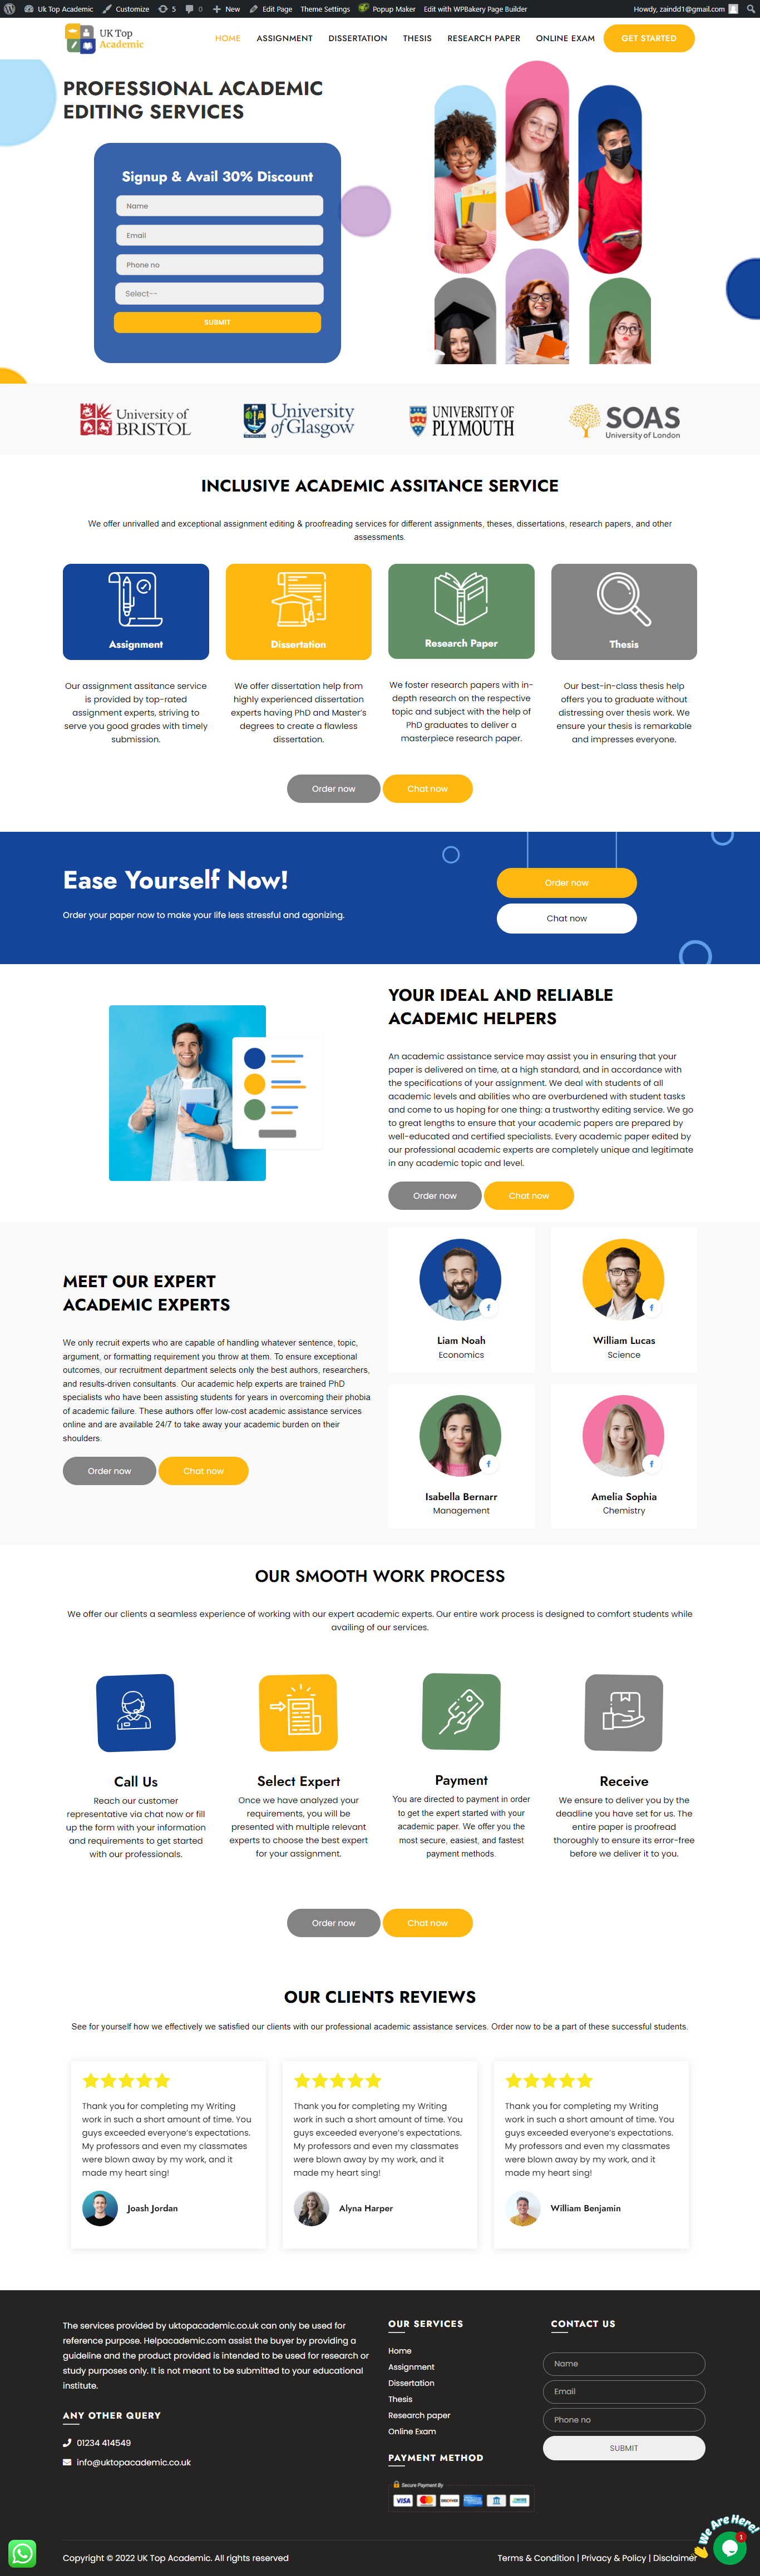 Uk Top Academic Customize 5 0 New Edit Page Theme Settings Popup Maker Edit with WPBakery Page Builder Howdy, zaindd1@gmail.com
UK Top
Academic
HOME ASSIGNMENT DISSERTATION THESIS RESEARCH PAPER ONLINE EXAM GET STARTED
PROFESSIONAL ACADEMIC
EDITING SERVICES
Signup & Avail 30% Discount
Name
Email
Phone no
Select--
SUBMIT
University of
BRISTOL
University
of Glasgow
UNIVERSITY OF
PLYMOUTH
SOAS
University of London
INCLUSIVE ACADEMIC ASSITANCE SERVICE
We offer unrivalled and exceptional assignment editing & proofreading services for different assignments, theses, dissertations, research papers, and other
assessments.
Assignment
Our assignment assitance service
is provided by top-rated
assignment experts, striving to
serve you good grades with timely
submission.
Dissertation
We offer dissertation help from
highly experienced dissertation
experts having PhD and Master's
degrees to create a flawless
dissertation.
Research Paper
We foster research papers with in-
depth research on the respective
topic and subject with the help of
PhD graduates to deliver a
masterpiece research paper.
Thesis
Our best-in-class thesis help
offers you to graduate without
distressing over thesis work. We
ensure your thesis is remarkable
and impresses everyone.
Order now
Chat now
Ease Yourself Now!
Order your paper now to make your life less stressful and agonizing.
Order now
Chat now
YOUR IDEAL AND RELIABLE
ACADEMIC HELPERS
An academic assistance service may assist you in ensuring that your
paper is delivered on time, at a high standard, and in accordance with
the specifications of your assignment. We deal with students of all
academic levels and abilities who are overburdened with student tasks
and come to us hoping for one thing: a trustworthy editing service. We go
to great lengths to ensure that your academic papers are prepared by
well-educated and certified specialists. Every academic paper edited by
our professional academic experts are completely unique and legitimate
in any academic topic and level.
Order now
Chat now
MEET OUR EXPERT
ACADEMIC EXPERTS
We only recruit experts who are capable of handling whatever sentence, topic,
argument, or formatting requirement you throw at them. To ensure exceptional
outcomes, our recruitment department selects only the best authors, researchers,
and results-driven consultants. Our academic help experts are trained PhD
specialists who have been assisting students for years in overcoming their phobia
of academic failure. These authors offer low-cost academic assistance services
online and are available 24/7 to take away your academic burden on their
shoulders.
Order now
Chat now
Liam Noah
Economics
William Lucas
Science
Isabella Bernarr
Management
Amelia Sophia
Chemistry
OUR SMOOTH WORK PROCESS
We offer our clients a seamless experience of working with our expert academic experts. Our entire work process is designed to comfort students while
availing of our services.
Call Us
Reach our customer
representative via chat now or fill
up the form with your information
and requirements to get started
with our professionals.
Select Expert
Once we have analyzed your
requirements, you will be
presented with multiple relevant
experts to choose the best expert
for your assignment.
Payment
You are directed to payment in order
to get the expert started with your
academic paper. We offer you the
most secure, easiest, and fastest
payment methods.
Receive
We ensure to deliver you by the
deadline you have set for us. The
entire paper is proofread
thoroughly to ensure its error-free
before we deliver it to you.
Order now
Chat now
OUR CLIENTS REVIEWS
See for yourself how we effectively we satisfied our clients with our professional academic assistance services. Order now to be a part of these successful students.
Thank you for completing my Writing
work in such a short amount of time. You
guys exceeded everyone's expectations.
My professors and even my classmates
were blown away by my work, and it
made my heart sing!
Joash Jordan
Thank you for completing my Writing
work in such a short amount of time. You
guys exceeded everyone's expectations.
My professors and even my classmates
were blown away by my work, and it
made my heart sing!
Alyna Harper
Thank you for completing my Writing
work in such a short amount of time. You
guys exceeded everyone's expectations.
My professors and even my classmates
were blown away by my work, and it
made my heart sing!
William Benjamin
The services provided by uktopacademic.co.uk can only be used for
reference purpose. Helpacademic.com assist the buyer by providing a
guideline and the product provided is intended to be used for research or
study purposes only. It is not meant to be submitted to your educational
institute.
ANY OTHER QUERY
01234 414549
info@uktopacademic.co.uk
OUR SERVICES
Home
Assignment
Dissertation
Thesis
Research paper
Online Exam
PAYMENT METHOD
Secure Payment By
VISA
DISCOVER
CONTACT US
Name
Email
Phone no
SUBMIT
We Are Here!
1
Copyright © 2022 UK Top Academic. All rights reserved
Terms & Condition | Privacy & Policy | Disclaimer